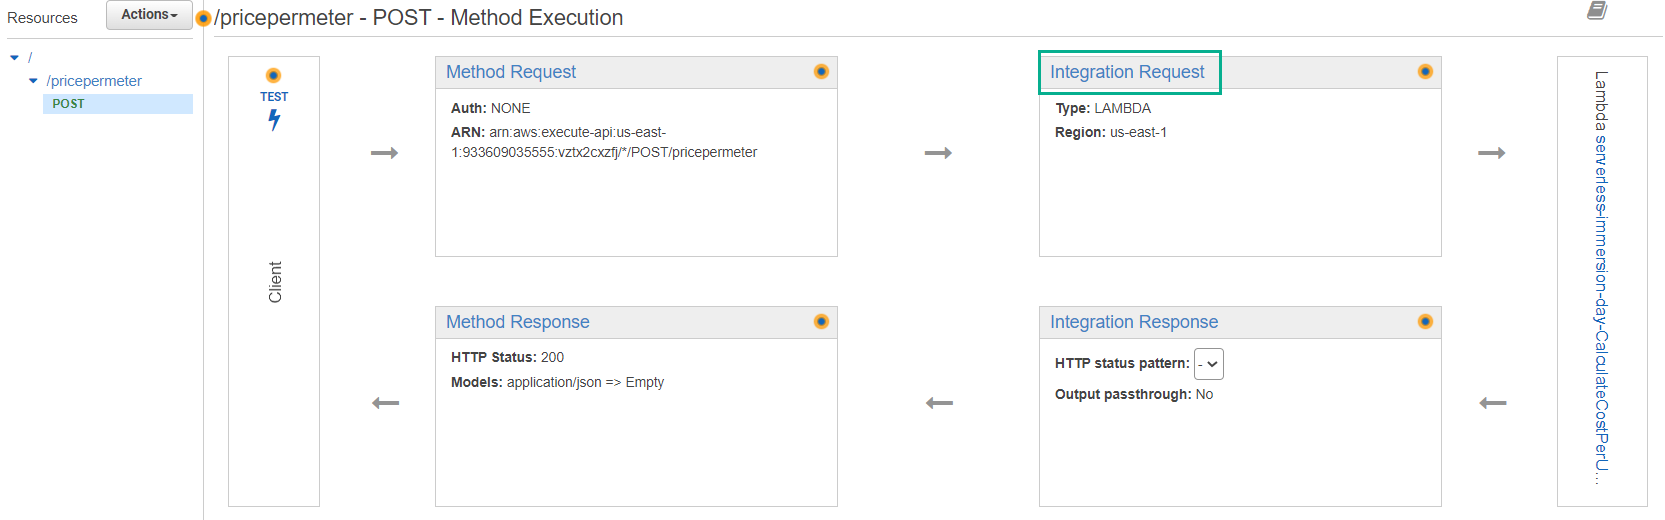 Resources
Actions
/pricepermeter - POST - Method Execution
/
/pricepermeter
POST
TEST
Client
Method Request
Auth: NONE
ARN: arn:aws:execute-api:us-east-
1:933609035555:vztx2cxzfj/*/POST/pricepermeter
Integration Request
Type: LAMBDA
Region: us-east-1
Lambda serverless-immersion-day-CalculateCostPerU...
Method Response
HTTP Status: 200
Models: application/json => Empty
Integration Response
HTTP status pattern: -
Output passthrough: No